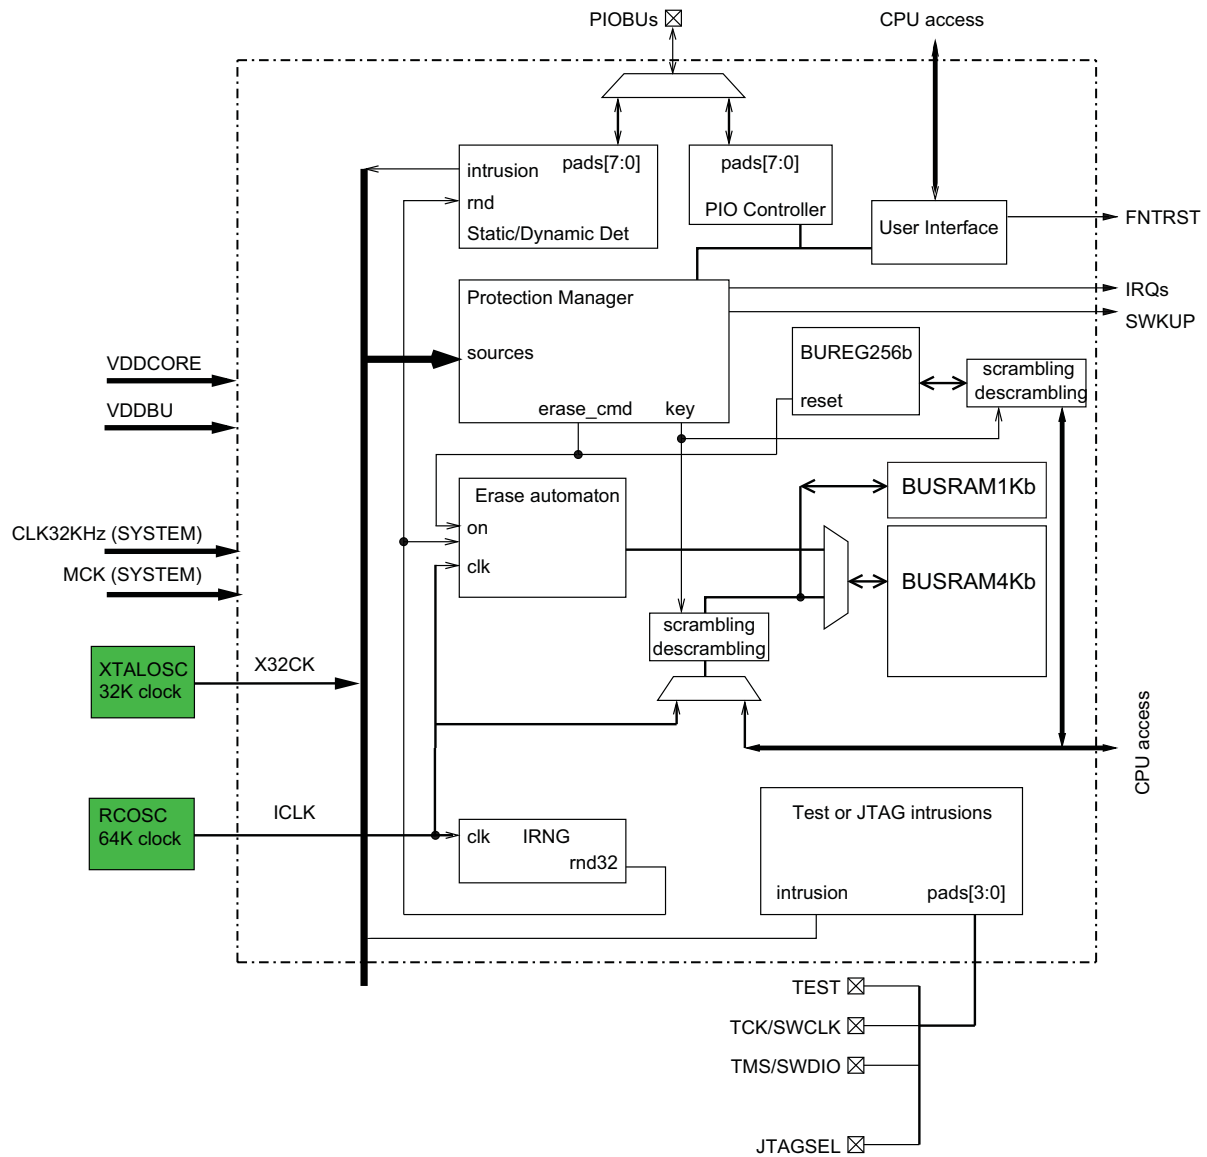 PIOBUs
CPU access
intrusion
pads[7:0]
rnd
Static/Dynamic Det
pads[7:0]
PIO Controller
User Interface
FNTRST
Protection Manager
sources
erase_cmd
key
IRQs
SWKUP
BUREG256b
reset
scrambling
descrambling
VDDCORE
VDDBU
Erase automaton
on
clk
BUSRAM1Kb
BUSRAM4Kb
CLK32KHz (SYSTEM)
MCK (SYSTEM)
scrambling
descrambling
XTALOSC
32K clock
X32CK
CPU access
RCOSC
64K clock
ICLK
clk
IRNG
rnd32
Test or JTAG intrusions
intrusion
pads[3:0]
TEST
TCK/SWCLK
TMS/SWDIO
JTAGSEL